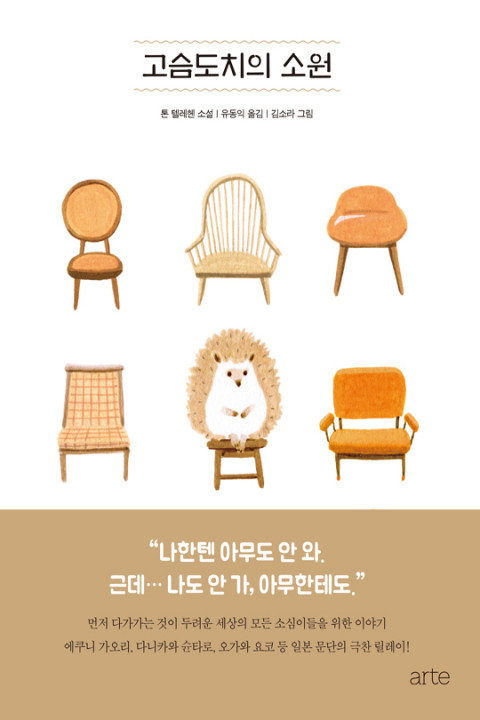 고슴도치의 소원
톤 텔레헨 소설 | 유동익 옮김 | 김소라 그림
“나한텐 아무도 안 와.
근데… 나도 안 가, 아무한테도.”
먼저 다가가는 것이 두려운 세상의 모든 소심이들을 위한 이야기
에쿠니 가오리, 다니카와 슌타로, 오가와 요코 등 일본 문단의 극찬 릴레이!
arte